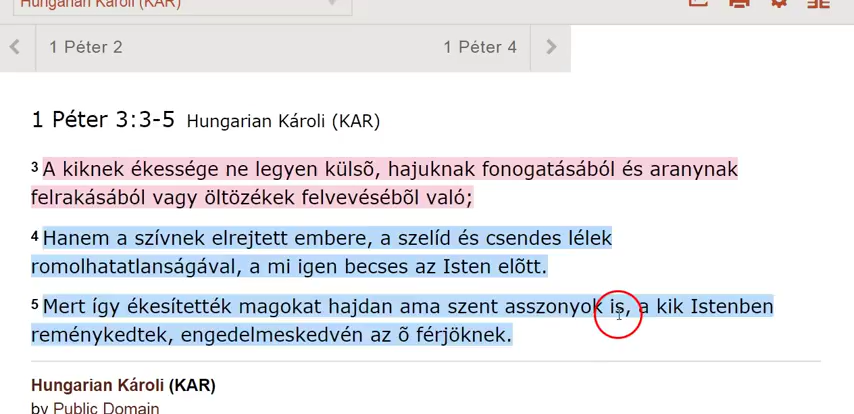 Hungarian Károli (KAR)
1 Péter 2
1 Péter 4
1 Péter 3:3-5 Hungarian Károli (KAR)
3 A kiknek ékessége ne legyen külsõ, hajuknak fonogatásából és aranynak
felrakásából vagy öltözékek felvevésébõl való;
4 Hanem a szívnek elrejtett embere, a szelíd és csendes lélek
romolhatatlanságával, a mi igen becses az Isten elõtt.
5 Mert így ékesítették magokat hajdan ama szent asszonyok is, a kik Istenben
reménykedtek, engedelmeskedvén az õ férjöknek.
Hungarian Károli (KAR)
by Public Domain